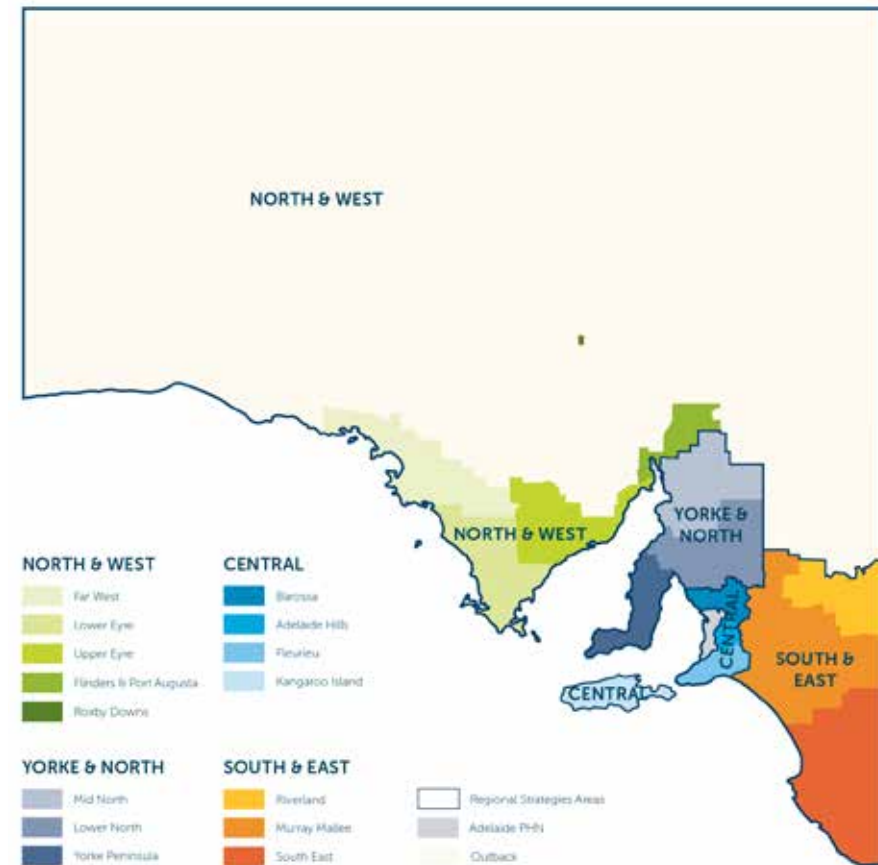 NORTH & WEST
NORTH & WEST
YORKE &
NORTH
CENTRAL
CENTRAL
SOUTH &
EAST
NORTH & WEST
Far West
Lower Eyre
Upper Eyre
Flinders & Port Augusta
Roxby Downs
CENTRAL
Barossa
Adelaide Hills
Fleurieu
Kangaroo Island
YORKE & NORTH
Mid North
Lower North
Yorke Peninsula
SOUTH & EAST
Riverland
Murray Mallee
South East
Regional Strategies Areas
Adelaide PHN
Outback